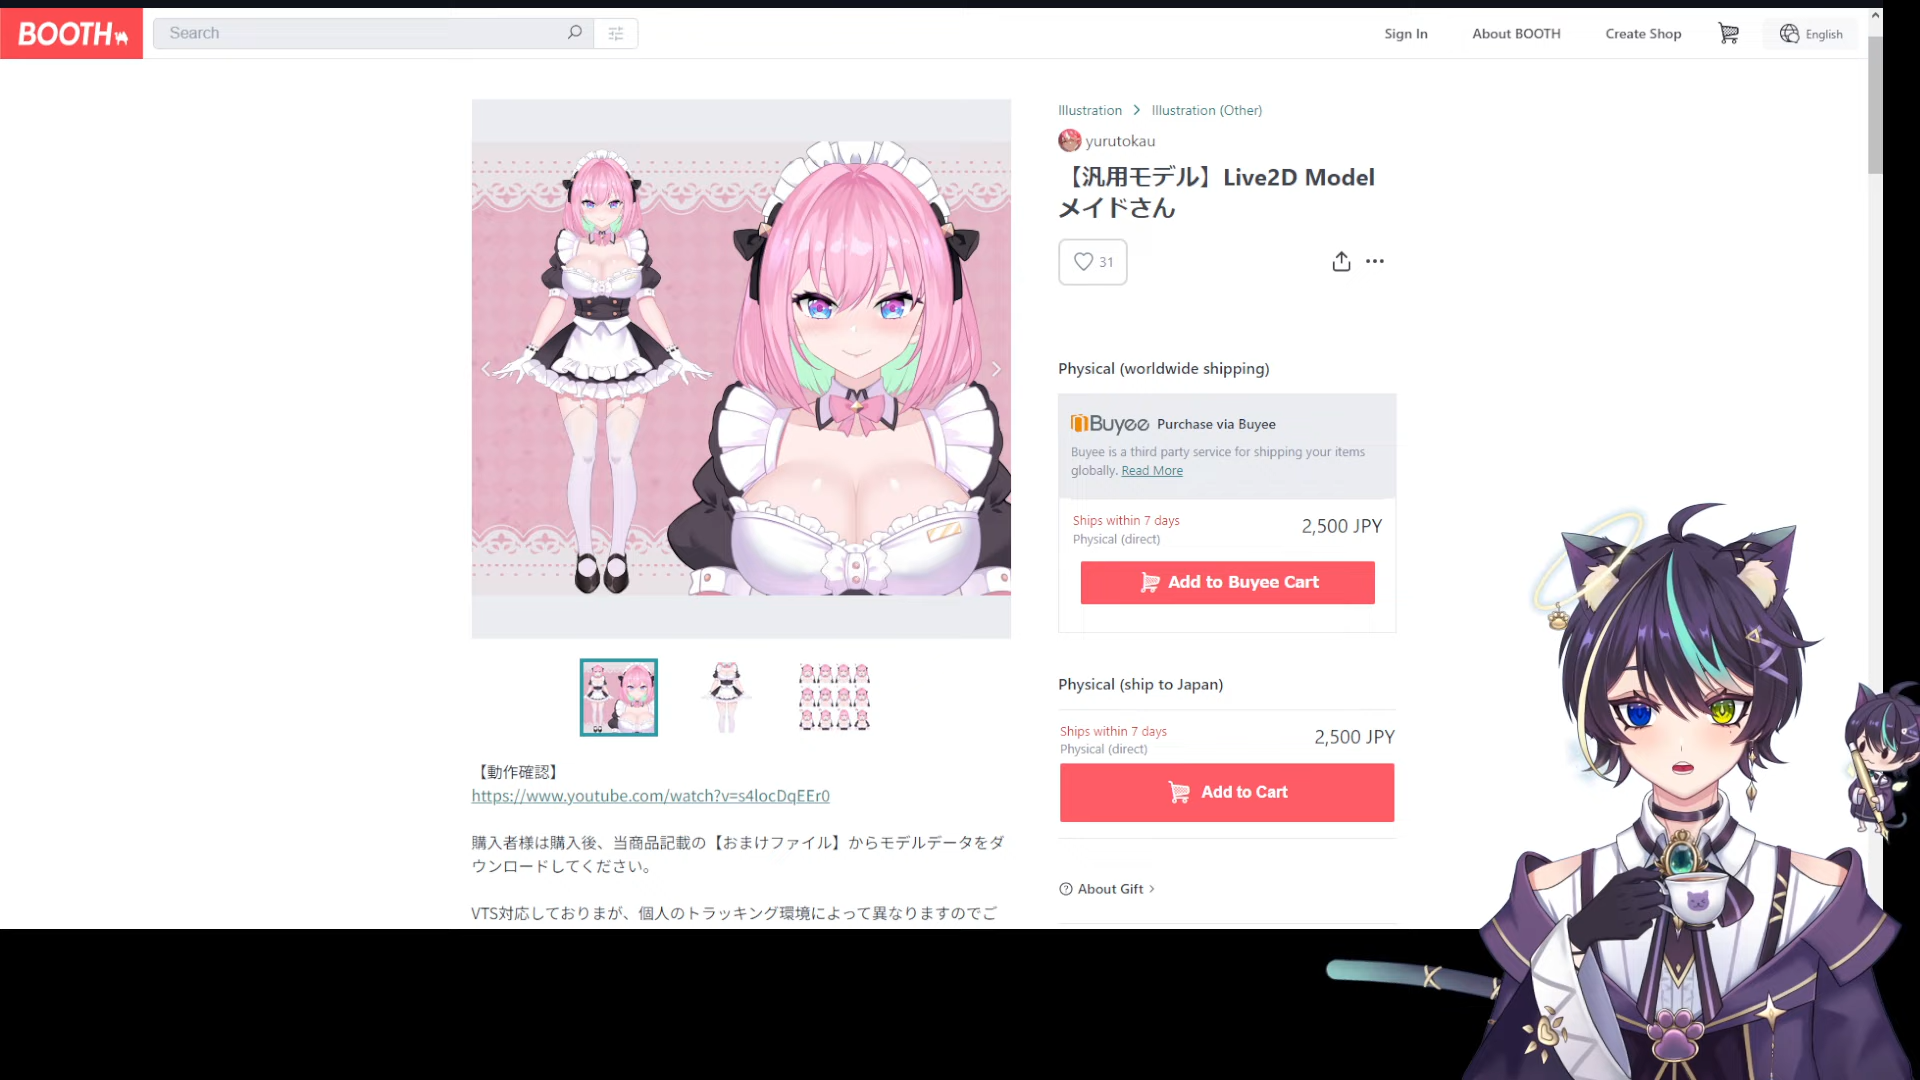 BOOTH
Search
Sign In
About BOOTH
Create Shop
English
Illustration
Illustration (Other)
yurutokau
【汎用モデル】Live2D Model
メイドさん
31
Physical (worldwide shipping)
Buyee Purchase via Buyee
Buyee is a third party service for shipping your items
globally. Read More
Ships within 7 days
2,500 JPY
Physical (direct)
Add to Buyee Cart
Physical (ship to Japan)
Ships within 7 days
2,500 JPY
Physical (direct)
Add to Cart
About Gift
【動作確認】
https://www.youtube.com/watch?v=s4locDqEEr0
購入者様は購入後、当商品記載の【おまけファイル】からモデルデータをダ
ウンロードしてください。
VTS対応しておりまが、個人のトラッキング環境によって異なりますのでご